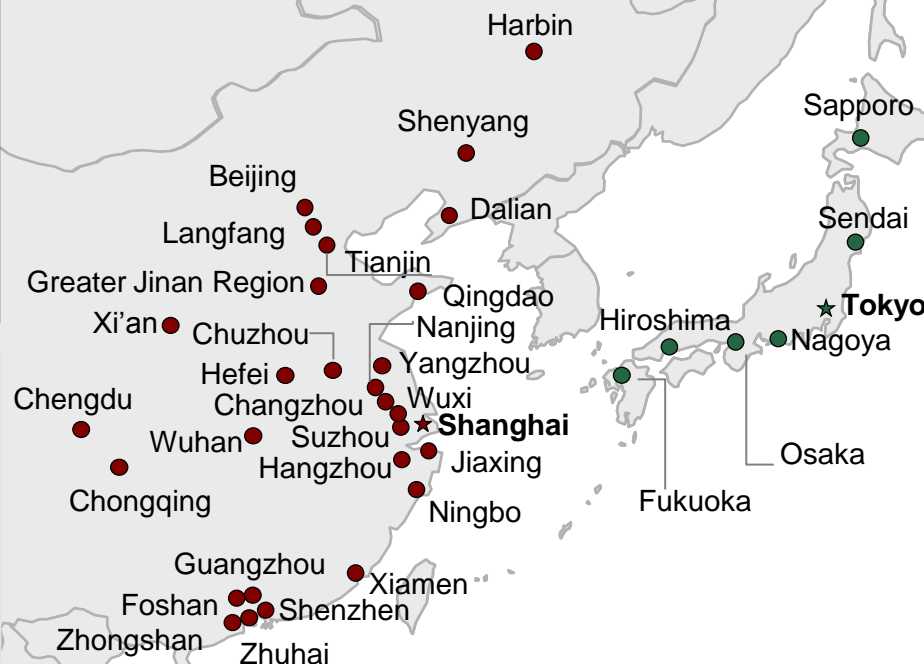 Harbin
Sapporo
Shenyang
Beijing
Dalian
Sendai
Langfang
Tianjin
Greater Jinan Region
Qingdao
Tokyo
Xi’an
Chuzhou
Nanjing
Hiroshima
Nagoya
Hefei
Yangzhou
Chengdu
Changzhou
Wuxi
Shanghai
Wuhan
Suzhou
Osaka
Hangzhou
Jiaxing
Chongqing
Ningbo
Fukuoka
Guangzhou
Xiamen
Foshan
Shenzhen
Zhongshan
Zhuhai